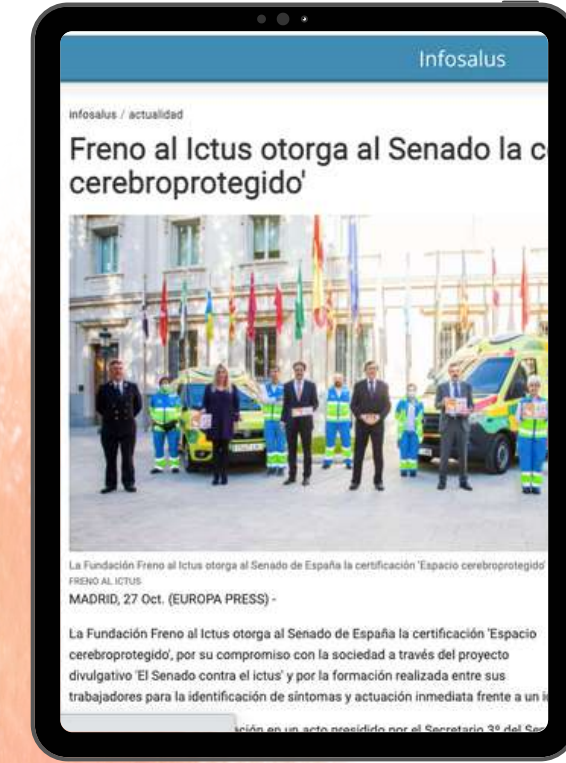 Infosalus
infosalus / actualidad
Freno al Ictus otorga al Senado la c
cerebroprotegido'
La Fundación Freno al Ictus otorga al Senado de España la certificación 'Espacio cerebroprotegido'
FRENO AL ICTUS
MADRID, 27 Oct. (EUROPA PRESS) -
La Fundación Freno al Ictus otorga al Senado de España la certificación 'Espacio
cerebroprotegido', por su compromiso con la sociedad a través del proyecto
divulgativo 'El Senado contra el ictus' y por la formación realizada entre sus
trabajadores para la identificación de síntomas y actuación inmediata frente a un
en un acto presidido por el Secretario 3º del